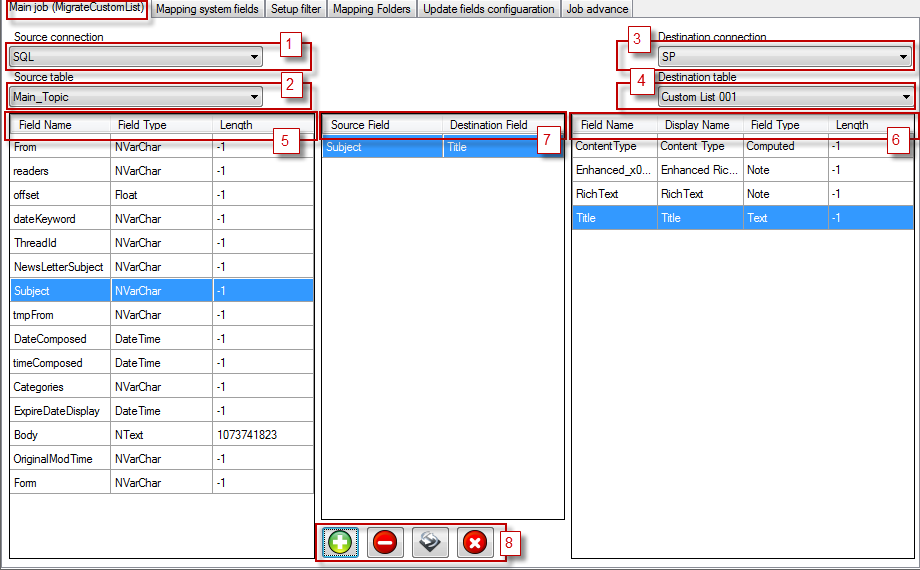 Main job (MigrateCustomList) Mapping system fields Setup filter Mapping Folders Update fields configuaration Job advance
Source connection 1 3 Destination connection
SQL SP
Source table 2 4 Destination table
Main_Topic Custom List 001
Field Name Field Type Length 5 Source Field Destination Field 7 Field Name Display Name Field Type Length 6
From NVarChar -1 Subject Title ContentType Content Type Computed -1
readers NVarChar -1 Enhanced_x0... Enhanced Ric... Note -1
offset Float -1 RichText RichText Note -1
dateKeyword NVarChar -1 Title Title Text -1
ThreadId NVarChar -1
NewsLetterSubject NVarChar -1
Subject NVarChar -1
tmpFrom NVarChar -1
DateComposed DateTime -1
timeComposed DateTime -1
Categories NVarChar -1
ExpireDateDisplay DateTime -1
Body NText 1073741823
OriginalModTime NVarChar -1
Form NVarChar -1
8